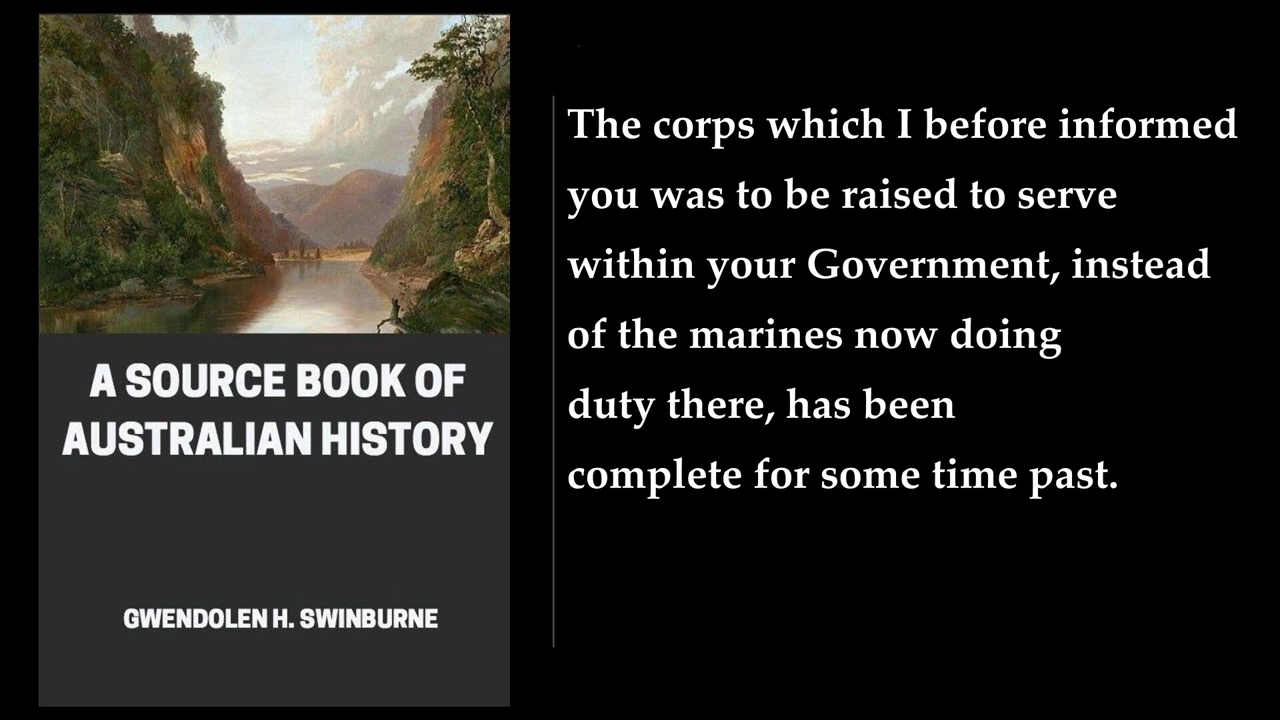 A SOURCE BOOK OF
AUSTRALIAN HISTORY
GWENDOLEN H. SWINBURNE
The corps which I before informed
you was to be raised to serve
within your Government, instead
of the marines now doing
duty there, has been
complete for some time past.